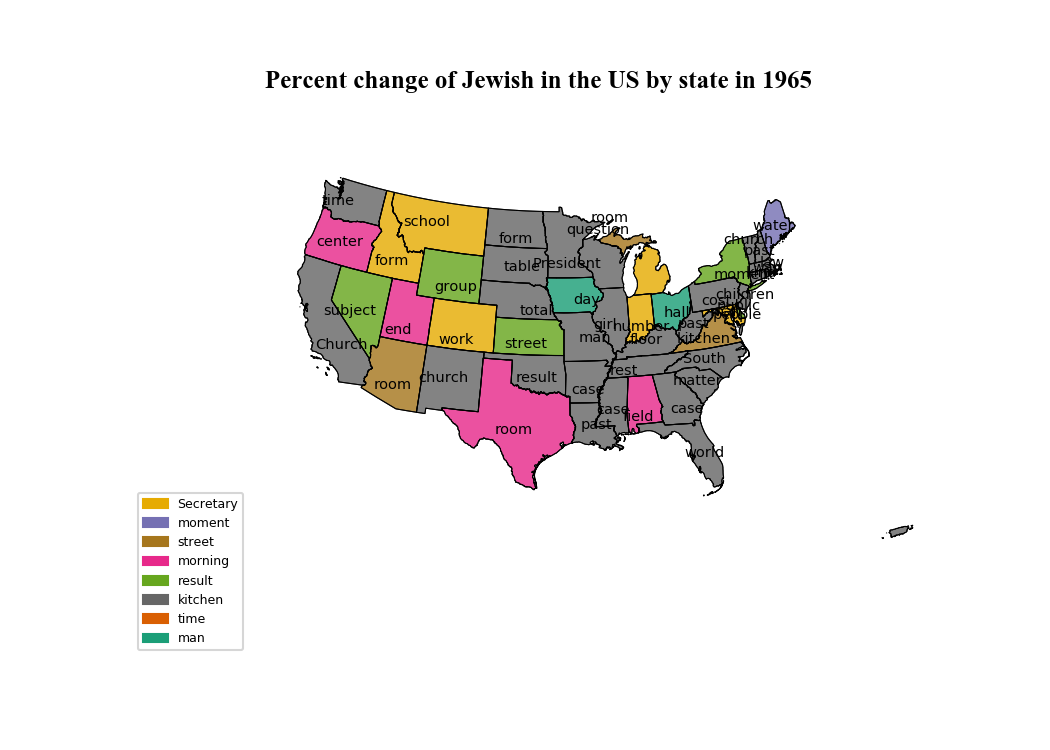 Percent change of Jewish in the US by state in 1965
time
school
center
form
form
room
question
water
church
past
President
table
group
moment
day
children
subject
total
cost
hall
people
girl
number
past
Church
end
work
street
man
floor
kitchen
South
room
church
result
rest
matter
case
case
case
field
past
room
world
Secretary
moment
street
morning
result
kitchen
time
man